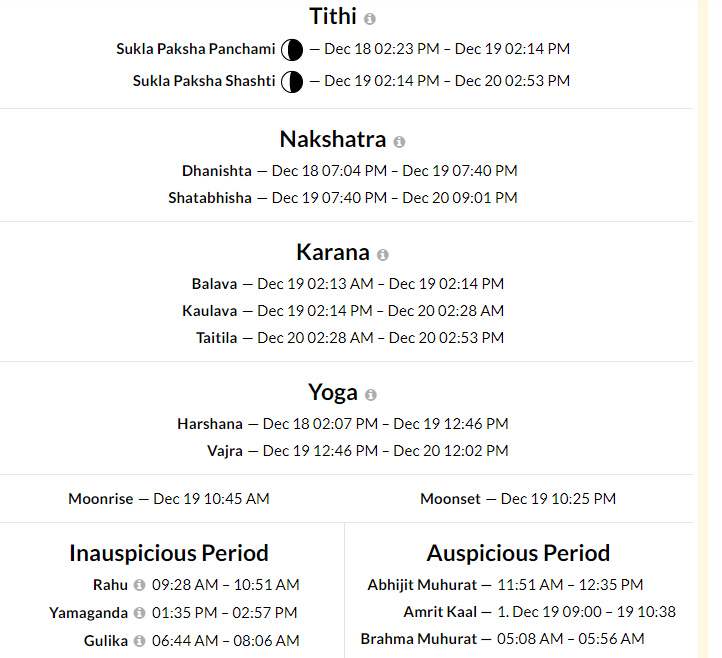 Tithi
Sukla Paksha Panchami — Dec 18 02:23 PM – Dec 19 02:14 PM
Sukla Paksha Shashti — Dec 19 02:14 PM – Dec 20 02:53 PM
Nakshatra
Dhanishta — Dec 18 07:04 PM – Dec 19 07:40 PM
Shatabhisha — Dec 19 07:40 PM – Dec 20 09:01 PM
Karana
Balava — Dec 19 02:13 AM – Dec 19 02:14 PM
Kaulava — Dec 19 02:14 PM – Dec 20 02:28 AM
Taitila — Dec 20 02:28 AM – Dec 20 02:53 PM
Yoga
Harshana — Dec 18 02:07 PM – Dec 19 12:46 PM
Vajra — Dec 19 12:46 PM – Dec 20 12:02 PM
Moonrise — Dec 19 10:45 AM
Moonset — Dec 19 10:25 PM
Inauspicious Period
Rahu 09:28 AM – 10:51 AM
Yamaganda 01:35 PM – 02:57 PM
Gulika 06:44 AM – 08:06 AM
Auspicious Period
Abhijit Muhurat — 11:51 AM – 12:35 PM
Amrit Kaal — 1. Dec 19 09:00 – 19 10:38
Brahma Muhurat — 05:08 AM – 05:56 AM